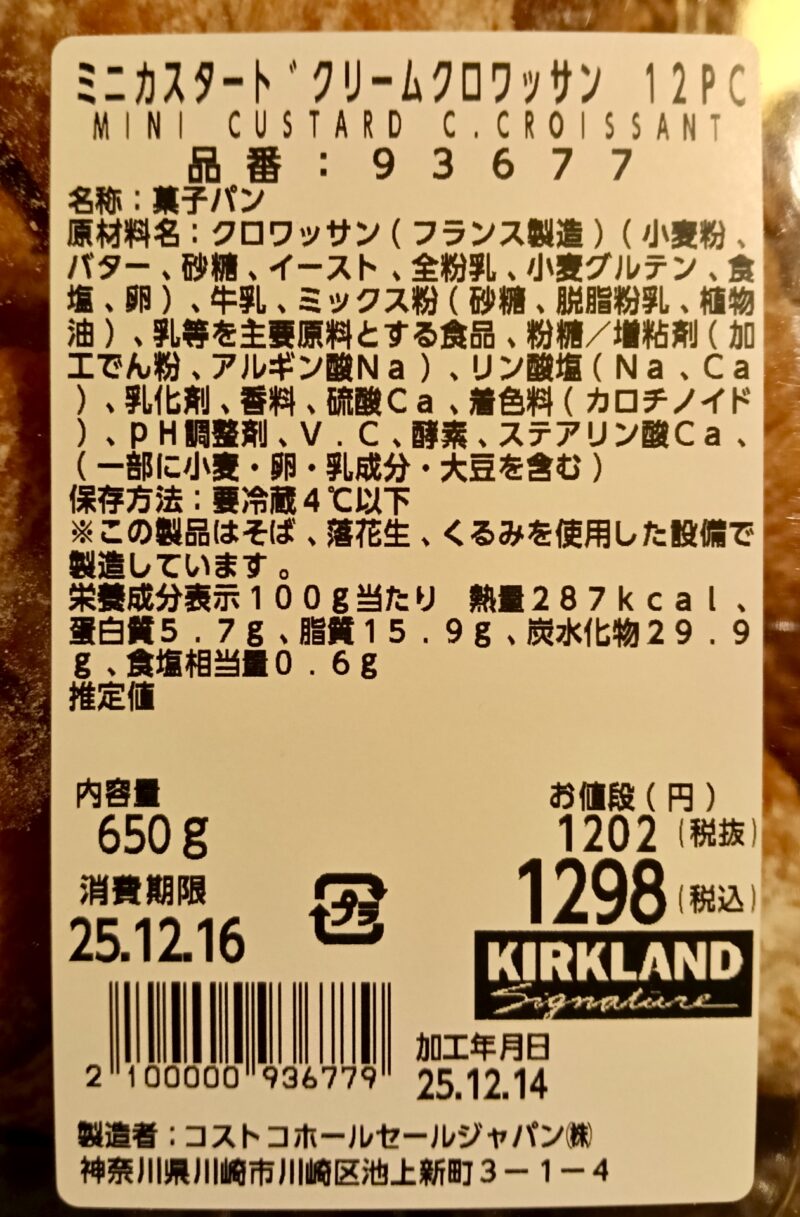 ミニカスタードクリームクロワッサン 12PC
MINI CUSTARD C.CROISSANT
品番:93677
名称:菓子パン
原材料名:クロワッサン(フランス製造)(小麦粉、
バター、砂糖、イースト、全粉乳、小麦グルテン、食
塩、卵)、牛乳、ミックス粉(砂糖、脱脂粉乳、植物
油)、乳等を主要原料とする食品、粉糖/増粘剤(加
工でん粉、アルギン酸Na)、リン酸塩(Na、Ca
)、乳化剤、香料、硫酸Ca、着色料(カロチノイド
)、pH調整剤、V.C、酵素、ステアリン酸Ca、
(一部に小麦・卵・乳成分・大豆を含む)
保存方法:要冷蔵4℃以下
※この製品はそば、落花生、くるみを使用した設備で
製造しています。
栄養成分表示100g当たり 熱量287kcal、
蛋白質5.7g、脂質15.9g、炭水化物29.9
g、食塩相当量0.6g
推定値
内容量
650g
お値段(円)
1202(税抜)
1298(税込)
消費期限
25.12.16
プラ
KIRKLAND
Signature
2 100000 936779
加工年月日
25.12.14
製造者:コストコホールセールジャパン㈱
神奈川県川崎市川崎区池上新町3-1-4